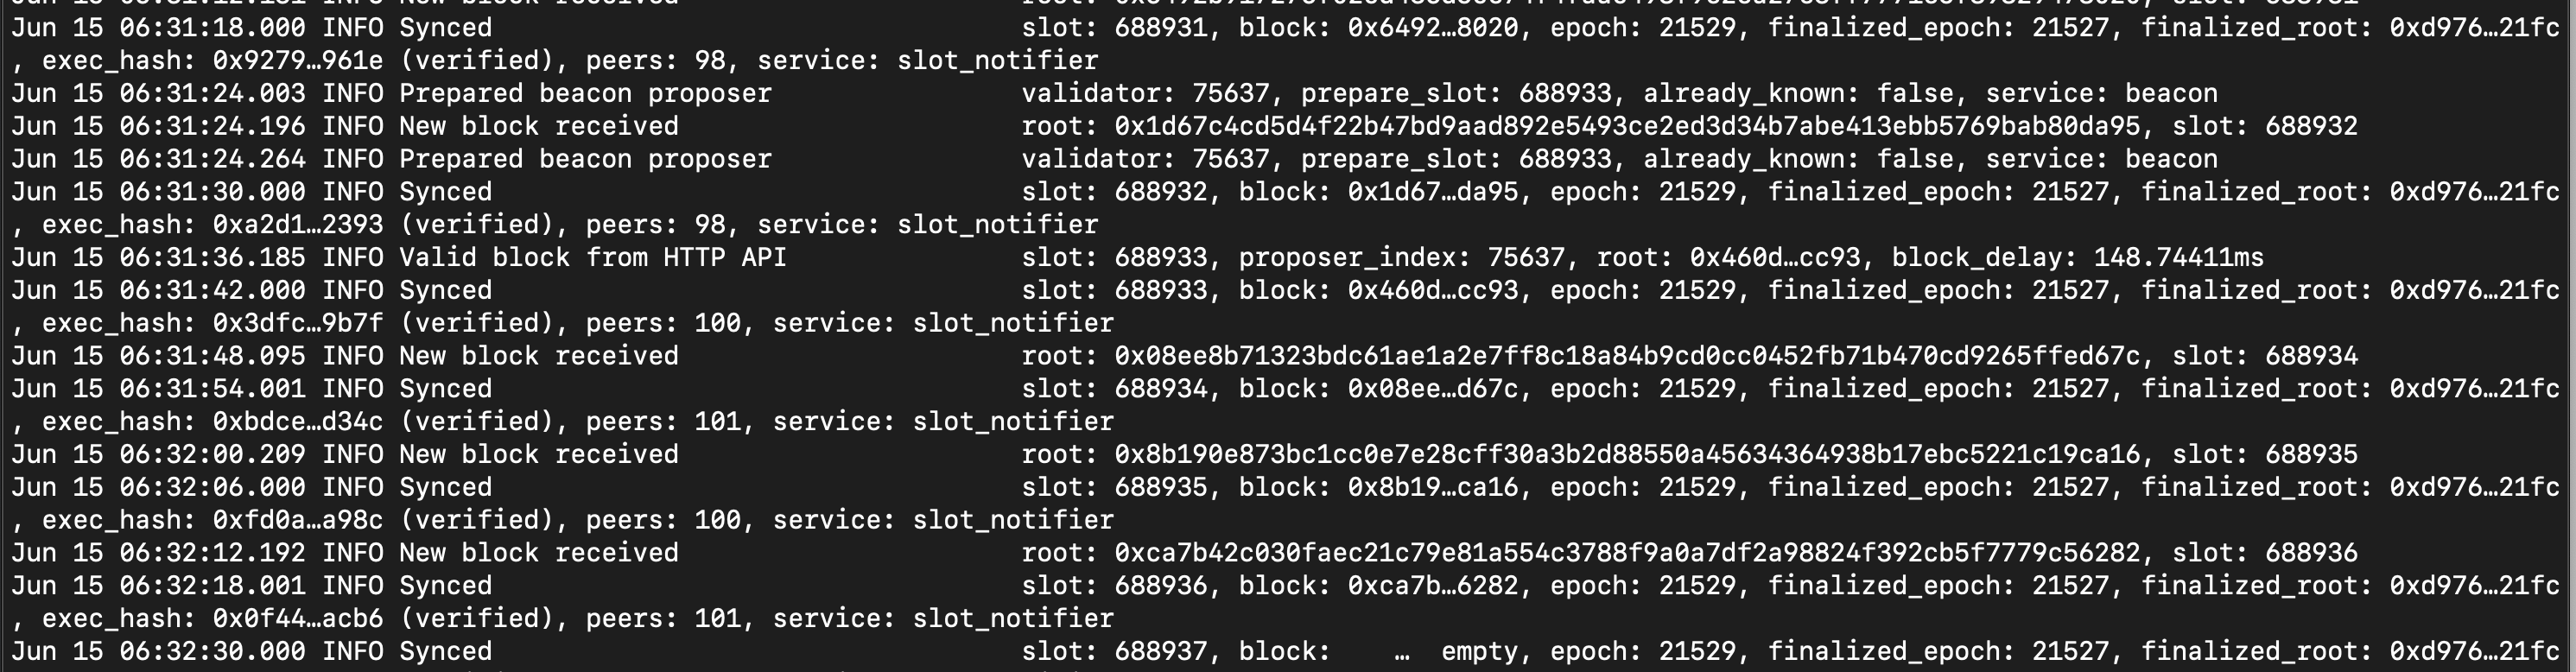 Jun 15 06:31:18.000 INFO Synced slot: 688931, block: 0x6492…8020, epoch: 21529, finalized_epoch: 21527, finalized_root: 0xd976…21fc
, exec_hash: 0x9279…961e (verified), peers: 98, service: slot_notifier
Jun 15 06:31:24.003 INFO Prepared beacon proposer validator: 75637, prepare_slot: 688933, already_known: false, service: beacon
Jun 15 06:31:24.196 INFO New block received root: 0x1d67c4cd5d4f22b47bd9aad892e5493ce2ed3d34b7abe413ebb5769bab80da95, slot: 688932
Jun 15 06:31:24.264 INFO Prepared beacon proposer validator: 75637, prepare_slot: 688933, already_known: false, service: beacon
Jun 15 06:31:30.000 INFO Synced slot: 688932, block: 0x1d67…da95, epoch: 21529, finalized_epoch: 21527, finalized_root: 0xd976…21fc
, exec_hash: 0xa2d1…2393 (verified), peers: 98, service: slot_notifier
Jun 15 06:31:36.185 INFO Valid block from HTTP API slot: 688933, proposer_index: 75637, root: 0x460d…cc93, block_delay: 148.74411ms
Jun 15 06:31:42.000 INFO Synced slot: 688933, block: 0x460d…cc93, epoch: 21529, finalized_epoch: 21527, finalized_root: 0xd976…21fc
, exec_hash: 0x3dfc…9b7f (verified), peers: 100, service: slot_notifier
Jun 15 06:31:48.095 INFO New block received root: 0x08ee8b71323bdc61ae1a2e7ff8c18a84b9cd0cc0452fb71b470cd9265ffed67c, slot: 688934
Jun 15 06:31:54.001 INFO Synced slot: 688934, block: 0x08ee…d67c, epoch: 21529, finalized_epoch: 21527, finalized_root: 0xd976…21fc
, exec_hash: 0xbdce…d34c (verified), peers: 101, service: slot_notifier
Jun 15 06:32:00.209 INFO New block received root: 0x8b190e873bc1cc0e7e28cff30a3b2d88550a45634364938b17ebc5221c19ca16, slot: 688935
Jun 15 06:32:06.000 INFO Synced slot: 688935, block: 0x8b19…ca16, epoch: 21529, finalized_epoch: 21527, finalized_root: 0xd976…21fc
, exec_hash: 0xfd0a…a98c (verified), peers: 100, service: slot_notifier
Jun 15 06:32:12.192 INFO New block received root: 0xca7b42c030faec21c79e81a554c3788f9a0a7df2a98824f392cb5f7779c56282, slot: 688936
Jun 15 06:32:18.001 INFO Synced slot: 688936, block: 0xca7b…6282, epoch: 21529, finalized_epoch: 21527, finalized_root: 0xd976…21fc
, exec_hash: 0x0f44…acb6 (verified), peers: 101, service: slot_notifier
Jun 15 06:32:30.000 INFO Synced slot: 688937, block: … empty, epoch: 21529, finalized_epoch: 21527, finalized_root: 0xd976…21fc